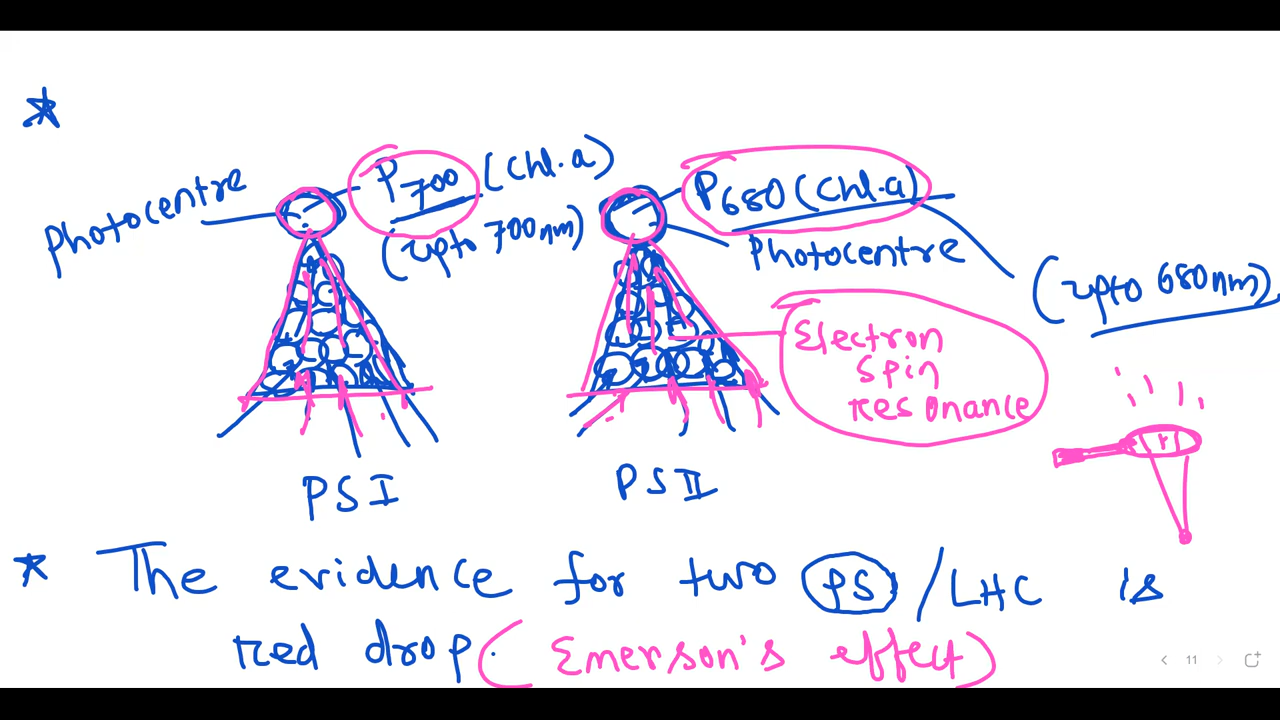 Photocentre
P700 (Chl.a)
(upto 700nm)
P680 (Chl.a)
Photocentre
(upto 680nm)
Electron
spin
resonance
PS I
PS II
* The evidence for two PS / LHC is
red drop. (Emerson's effect)
11